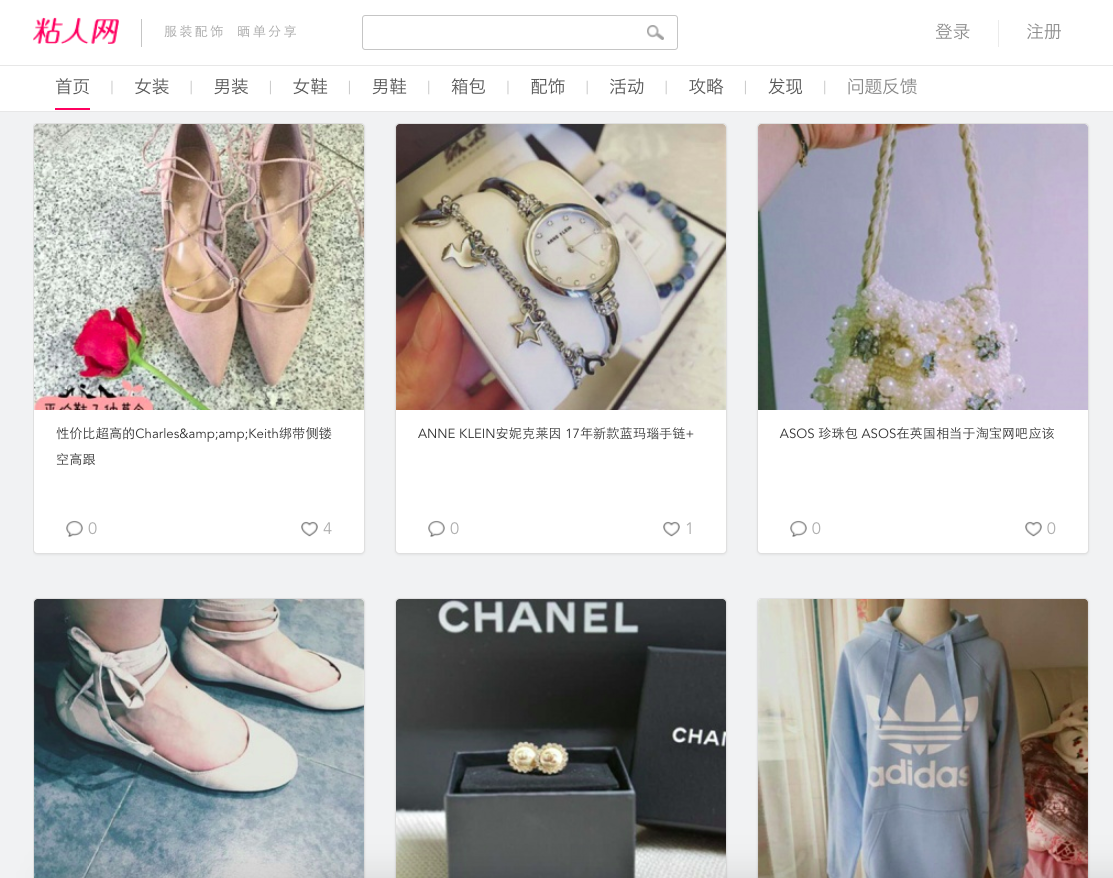 粘人网
服装配饰 晒单分享
登录
注册
首页 | 女装 | 男装 | 女鞋 | 男鞋 | 箱包 | 配饰 | 活动 | 攻略 | 发现 | 问题反馈
ANNE KLEIN
性价比超高的Charles&amp;amp;Keith绑带侧镂
空高跟
0
4
ANNE KLEIN安妮克莱因 17年新款蓝玛瑙手链+
0
1
ASOS 珍珠包 ASOS在英国相当于淘宝网吧应该
0
0
CHANEL
CHAN
adidas